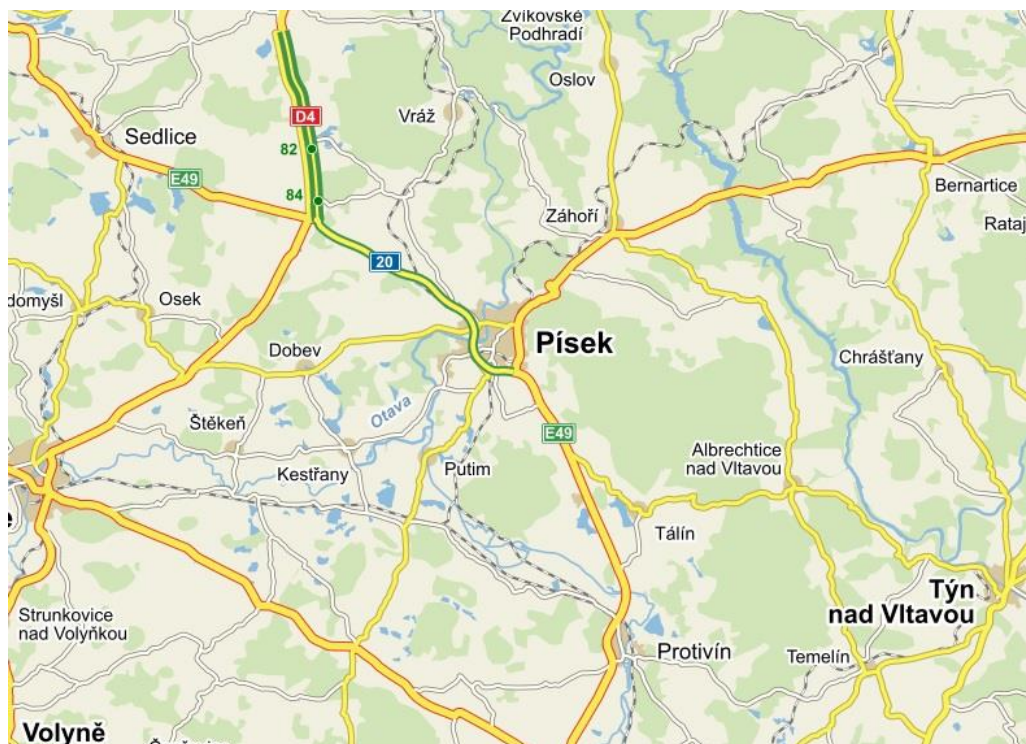 Zvíkovské
Podhradí
Oslov
Vráž
D4
Sedlice
82
E49
Bernartice
84
Záhoří
Rataj
20
domyšl
Osek
Písek
Dobev
Chrášťany
Otava
Štěkeň
E49
Albrechtice
nad Vltavou
Kestřany
Putim
Tálín
Týn
nad Vltavou
Strunkovice
nad Volyňkou
Protivín
Temelín
Volyně